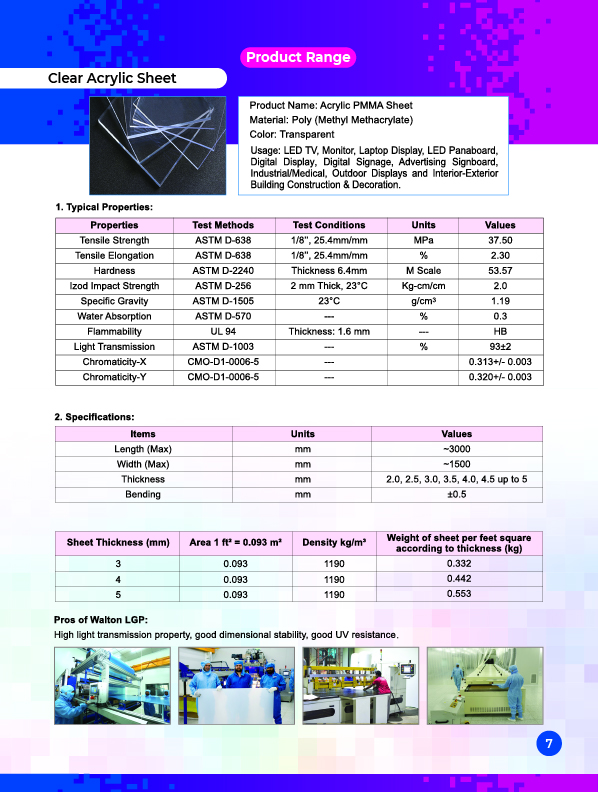 Product Range
Clear Acrylic Sheet
Product Name: Acrylic PMMA Sheet
Material: Poly (Methyl Methacrylate)
Color: Transparent
Usage: LED TV, Monitor, Laptop Display, LED Panaboard,
Digital Display, Digital Signage, Advertising Signboard,
Industrial/Medical, Outdoor Displays and Interior-Exterior
Building Construction & Decoration.
1. Typical Properties:
Properties Test Methods Test Conditions Units Values
Tensile Strength ASTM D-638 1/8", 25.4mm/mm MPa 37.50
Tensile Elongation ASTM D-638 1/8", 25.4mm/mm % 2.30
Hardness ASTM D-2240 Thickness 6.4mm M Scale 53.57
Izod Impact Strength ASTM D-256 2 mm Thick, 23°C Kg-cm/cm 2.0
Specific Gravity ASTM D-1505 23°C g/cm³ 1.19
Water Absorption ASTM D-570 --- % 0.3
Flammability UL 94 Thickness: 1.6 mm --- HB
Light Transmission ASTM D-1003 --- % 93±2
Chromaticity-X CMO-D1-0006-5 --- 0.313+/- 0.003
Chromaticity-Y CMO-D1-0006-5 --- 0.320+/- 0.003
2. Specifications:
Items Units Values
Length (Max) mm ~3000
Width (Max) mm ~1500
Thickness mm 2.0, 2.5, 3.0, 3.5, 4.0, 4.5 up to 5
Bending mm ±0.5
Sheet Thickness (mm) Area 1 ft² = 0.093 m² Density kg/m³ Weight of sheet per feet square
according to thickness (kg)
3 0.093 1190 0.332
4 0.093 1190 0.442
5 0.093 1190 0.553
Pros of Walton LGP:
High light transmission property, good dimensional stability, good UV resistance.
7